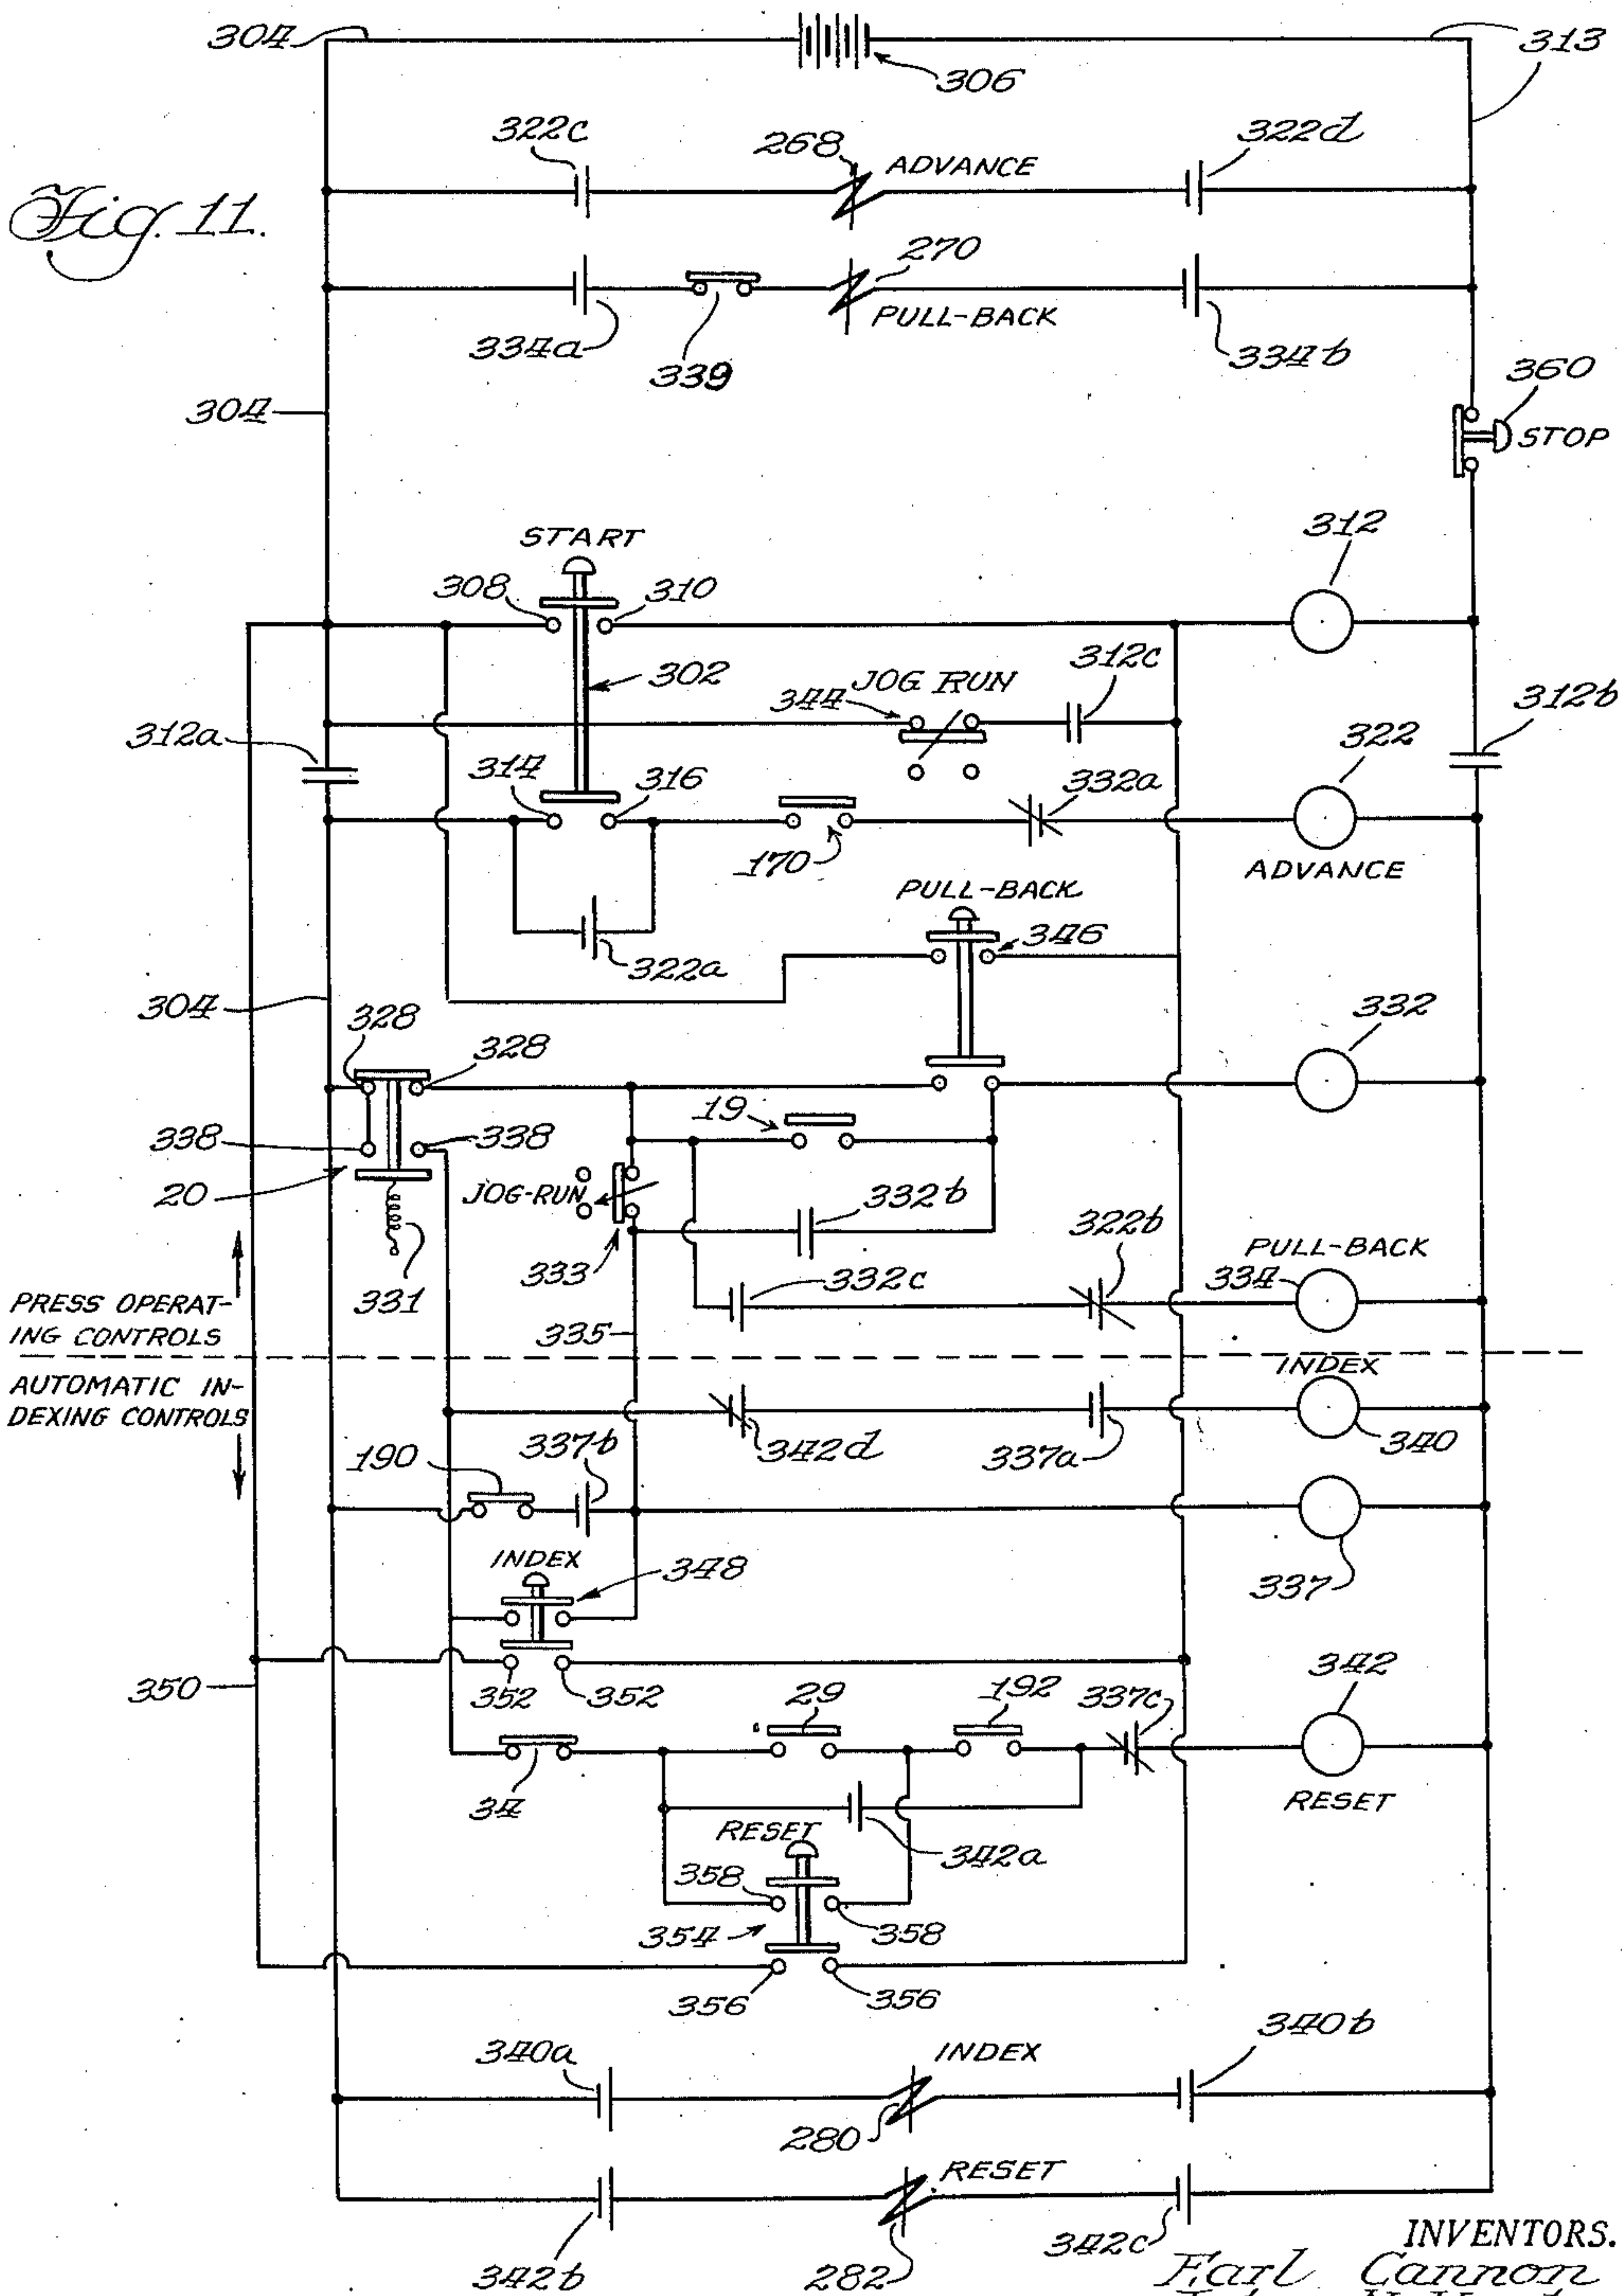 304
306
313
322c
268
ADVANCE
322d
Fig. 11.
270
PULL-BACK
334a
339
334b
304
360
STOP
START
312
308
310
302
JOG RUN
312c
344
312b
312a
322
314
316
332a
170
ADVANCE
PULL-BACK
346
322a
304
328
328
332
19
338
338
20
JOG-RUN
332b
322b
PULL-BACK
333
332c
334
331
PRESS OPERAT-
ING CONTROLS
335
INDEX
AUTOMATIC IN-
DEXING CONTROLS
337b
342d
337a
340
190
INDEX
348
337
350
352
352
29
192
337c
342
34
RESET
RESET
342a
358
354
358
356
356
340a
INDEX
340b
280
RESET
342b
282
342c
INVENTORS.
Earl Cannon